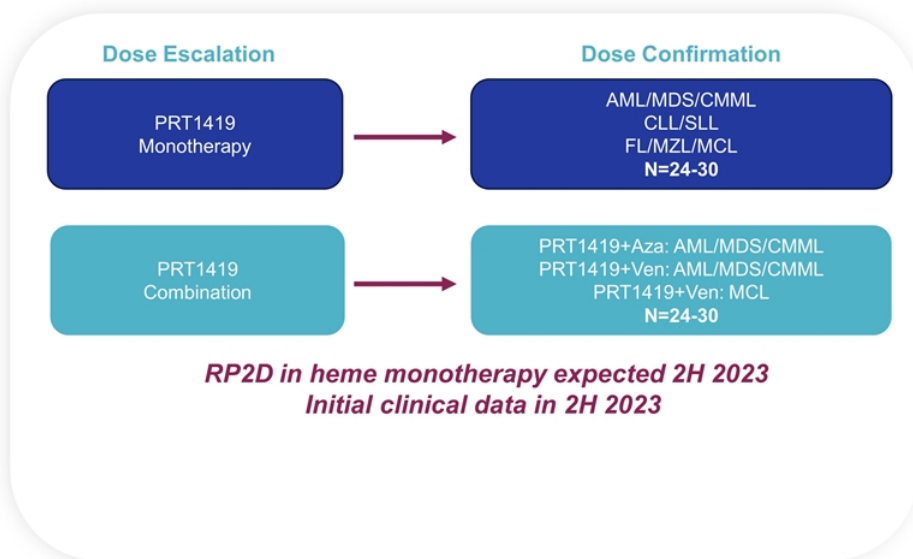 Dose Escalation
Dose Confirmation
PRT1419
Monotherapy
AML/MDS/CMML
CLL/SLL
FL/MZL/MCL
N=24-30
PRT1419
Combination
PRT1419+Aza: AML/MDS/CMML
PRT1419+Ven: AML/MDS/CMML
PRT1419+Ven: MCL
N=24-30
RP2D in heme monotherapy expected 2H 2023
Initial clinical data in 2H 2023